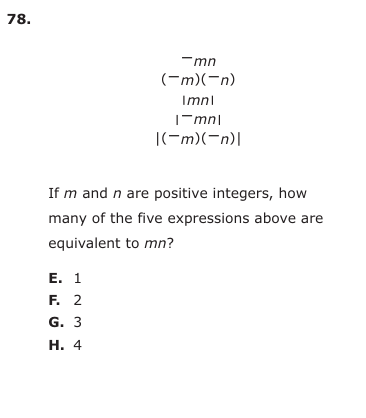 78.
⁻mn
(⁻m)(⁻n)
|mn|
|⁻mn|
|(⁻m)(⁻n)|
If m and n are positive integers, how
many of the five expressions above are
equivalent to mn?
E. 1
F. 2
G. 3
H. 4